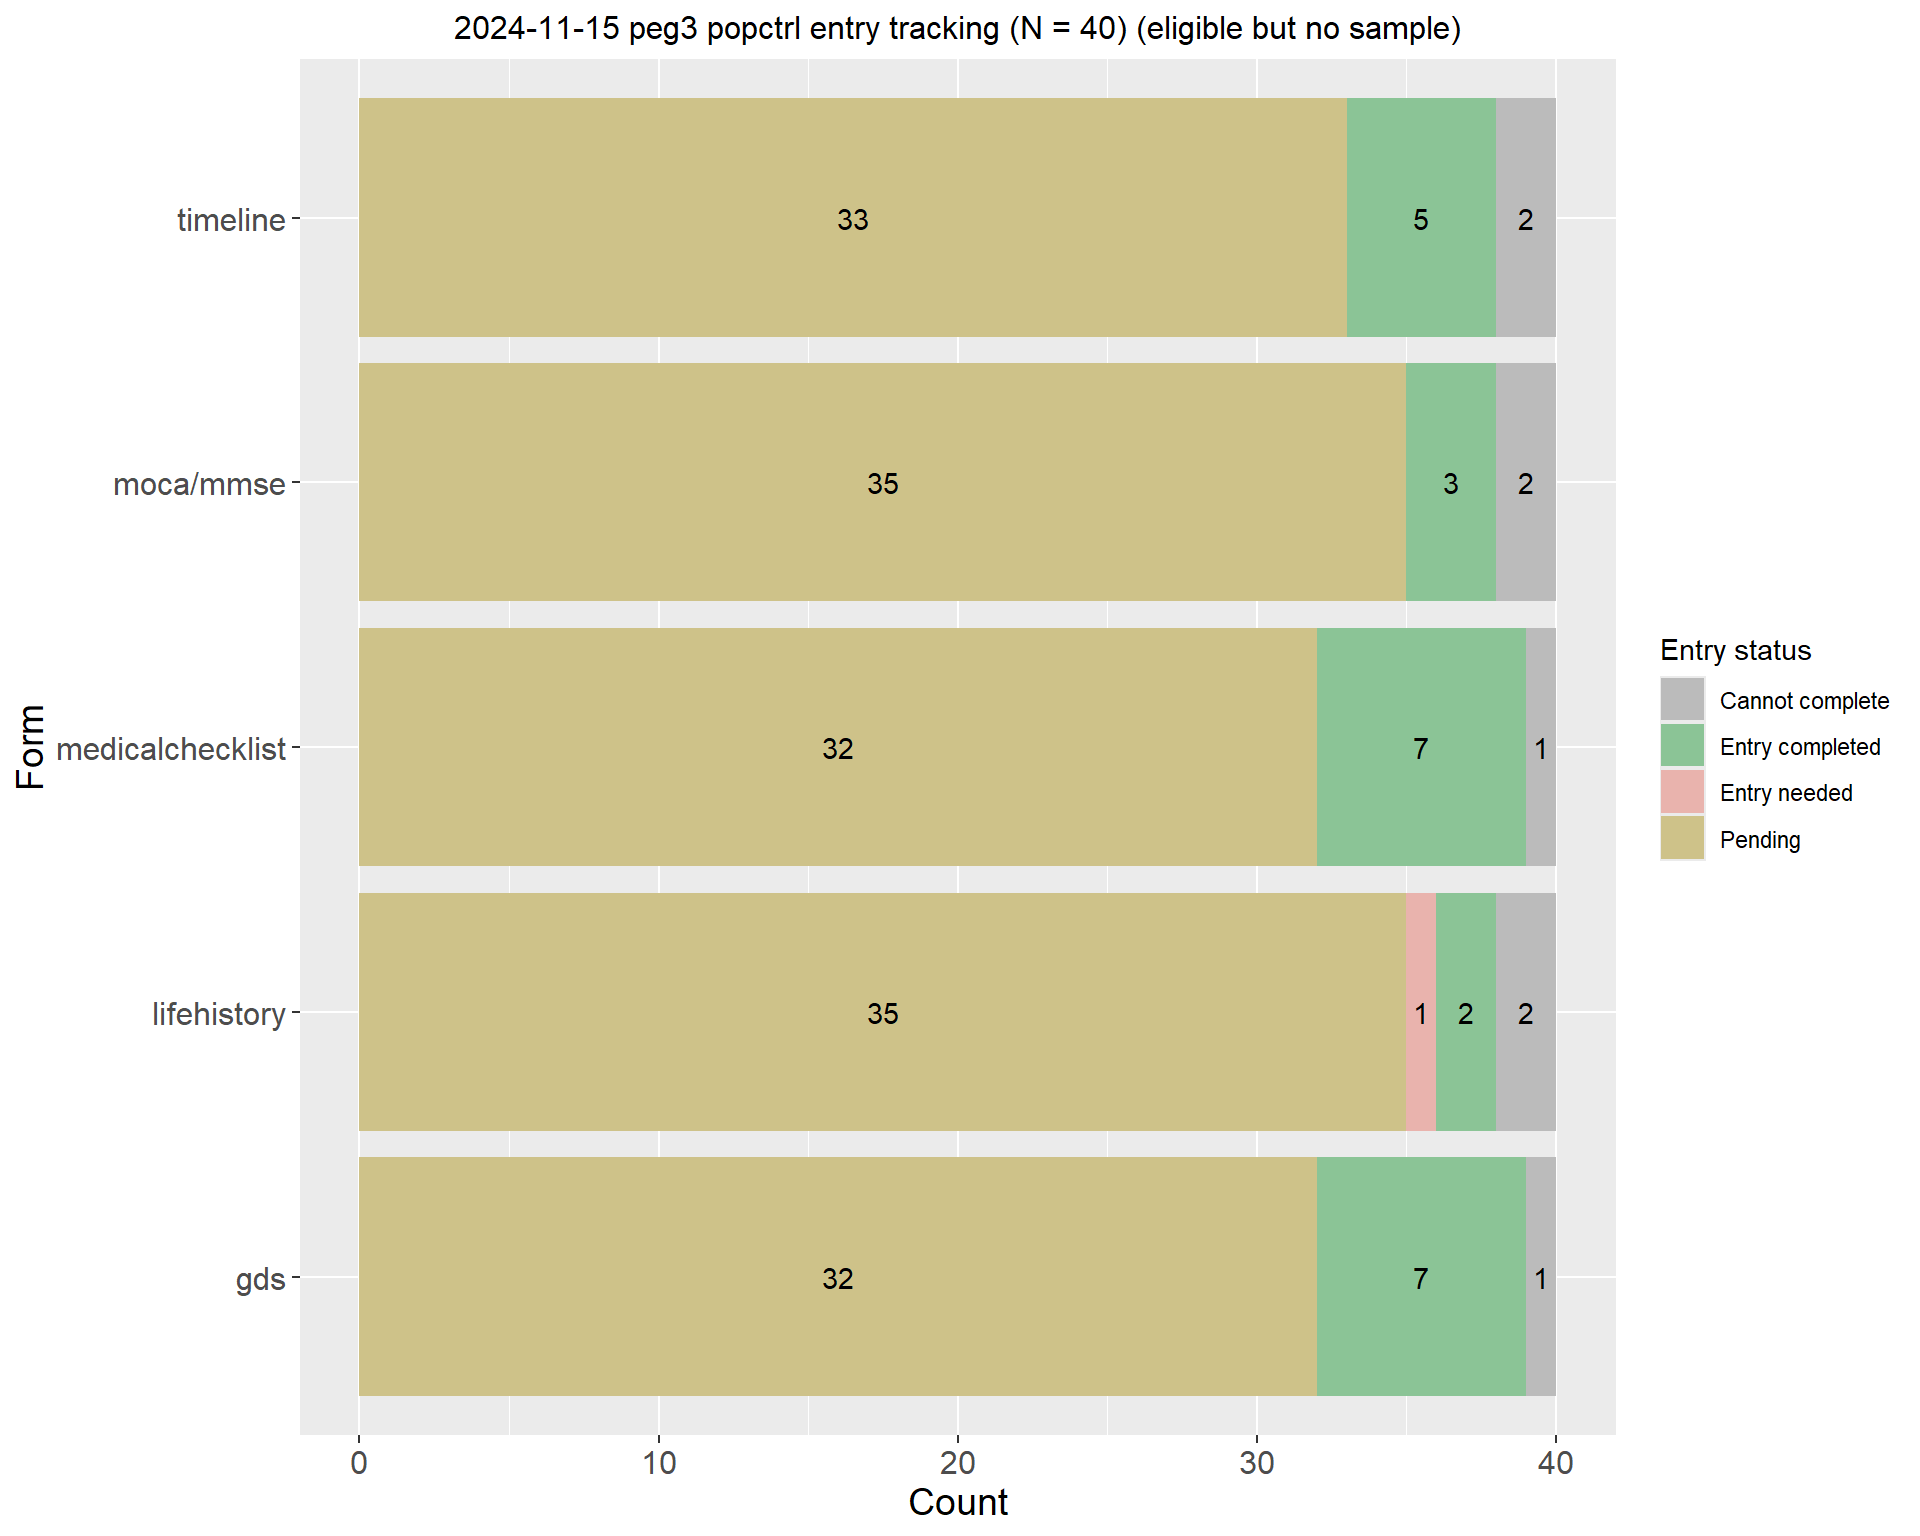 2024-11-15 peg3 popctrl entry tracking (N = 40) (eligible but no sample)
timeline
33
5
2
moca/mmse
35
3
2
Form
medicalchecklist
32
7
1
lifehistory
35
1
2
2
gds
32
7
1
0
10
20
30
40
Count
Entry status
Cannot complete
Entry completed
Entry needed
Pending